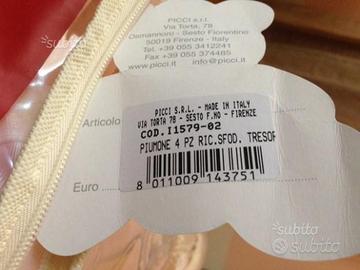 PICCI s.r.l.
Via Torta, 78
Osmannoro - Sesto Fiorentino
50019 Firenze - Italy
Tel. +39 055 3412241
Fax +39 055 374485
www.picci.it
picci@picci.it
PICCI S.R.L. - MADE IN ITALY
VIA TORTA 78 - SESTO F.NO - FIRENZE
Articolo
COD.I1579-02
PIUMONE 4 PZ RIC.SFOD. TRESOR
Euro
8 011009 143751
subito
subito
subito